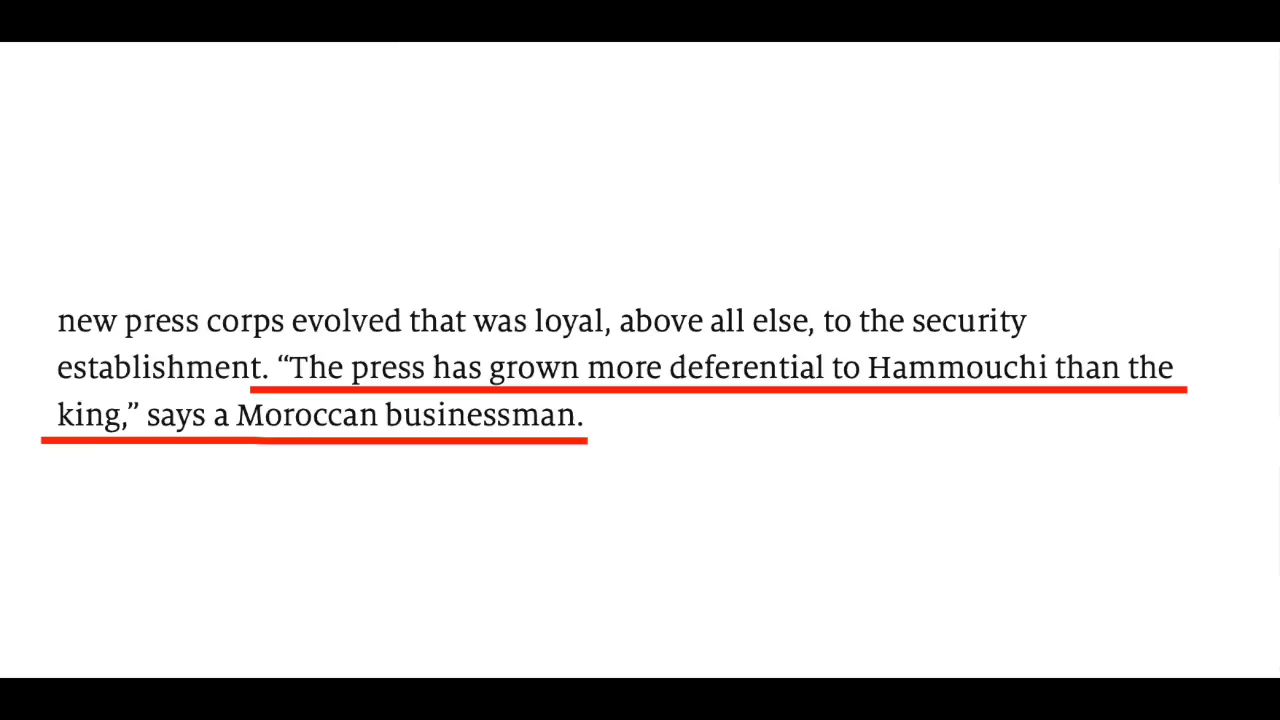 new press corps evolved that was loyal, above all else, to the security
establishment. “The press has grown more deferential to Hammouchi than the
king,” says a Moroccan businessman.